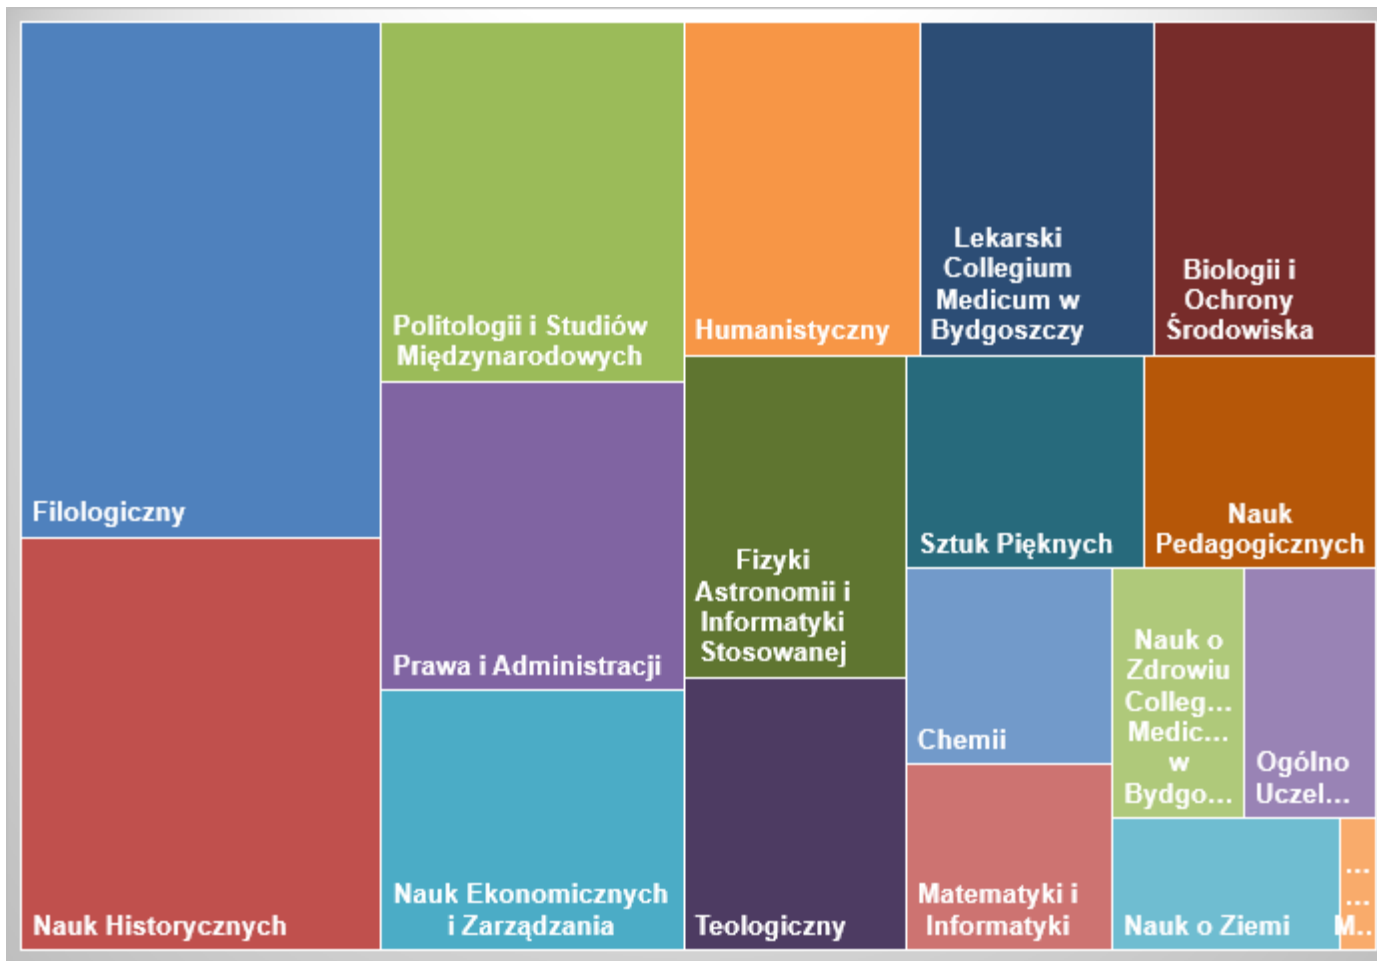 Filologiczny
Nauk Historycznych
Politologii i Studiów
Międzynarodowych
Prawa i Administracji
Nauk Ekonomicznych
i Zarządzania
Humanistyczny
Lekarski
Collegium
Medicum w
Bydgoszczy
Biologii i
Ochrony
Środowiska
Fizyki
Astronomii i
Informatyki
Stosowanej
Teologiczny
Sztuk Pięknych
Nauk
Pedagogicznych
Chemii
Matematyki i
Informatyki
Nauk o
Zdrowiu
Colleg...
Medic...
w
Bydgo...
Ogólno
Uczel...
Nauk o Ziemi
...
...
M...